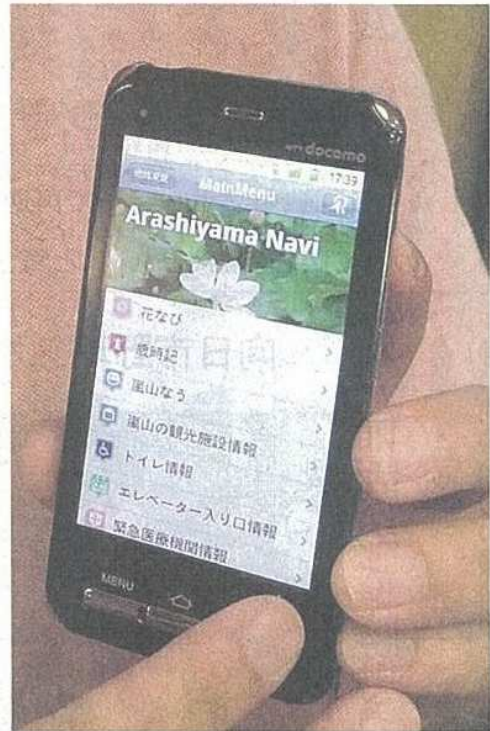 docomo
17:39
MainMenu
Arashiyama Navi
花なび
歳時記
嵐山なう
嵐山の観光施設情報
トイレ情報
エレベーター入り口情報
緊急医療機関情報
MENU